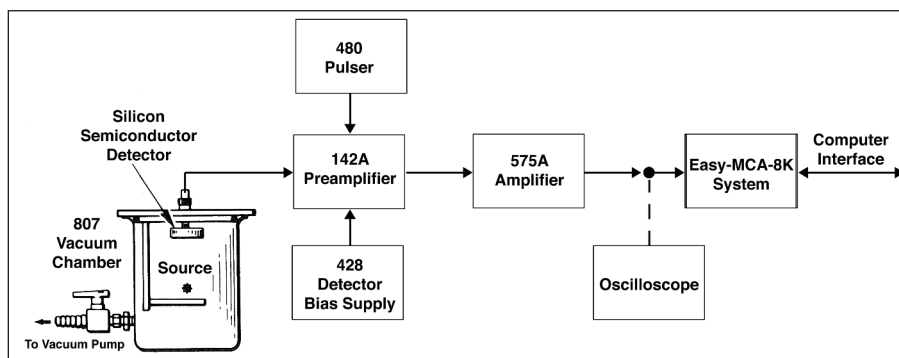 480
Pulser
Silicon
Semiconductor
Detector
142A
Preamplifier
575A
Amplifier
Easy-MCA-8K
System
Computer
Interface
807
Vacuum
Chamber
Source
428
Detector
Bias Supply
Oscilloscope
To Vacuum Pump